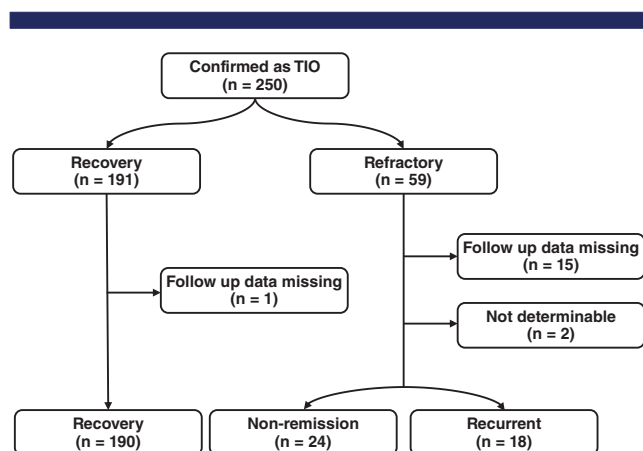 Confirmed as TIO
(n = 250)
Recovery
(n = 191)
Refractory
(n = 59)
Follow up data missing
(n = 15)
Follow up data missing
(n = 1)
Not determinable
(n = 2)
Recovery
(n = 190)
Non-remission
(n = 24)
Recurrent
(n = 18)